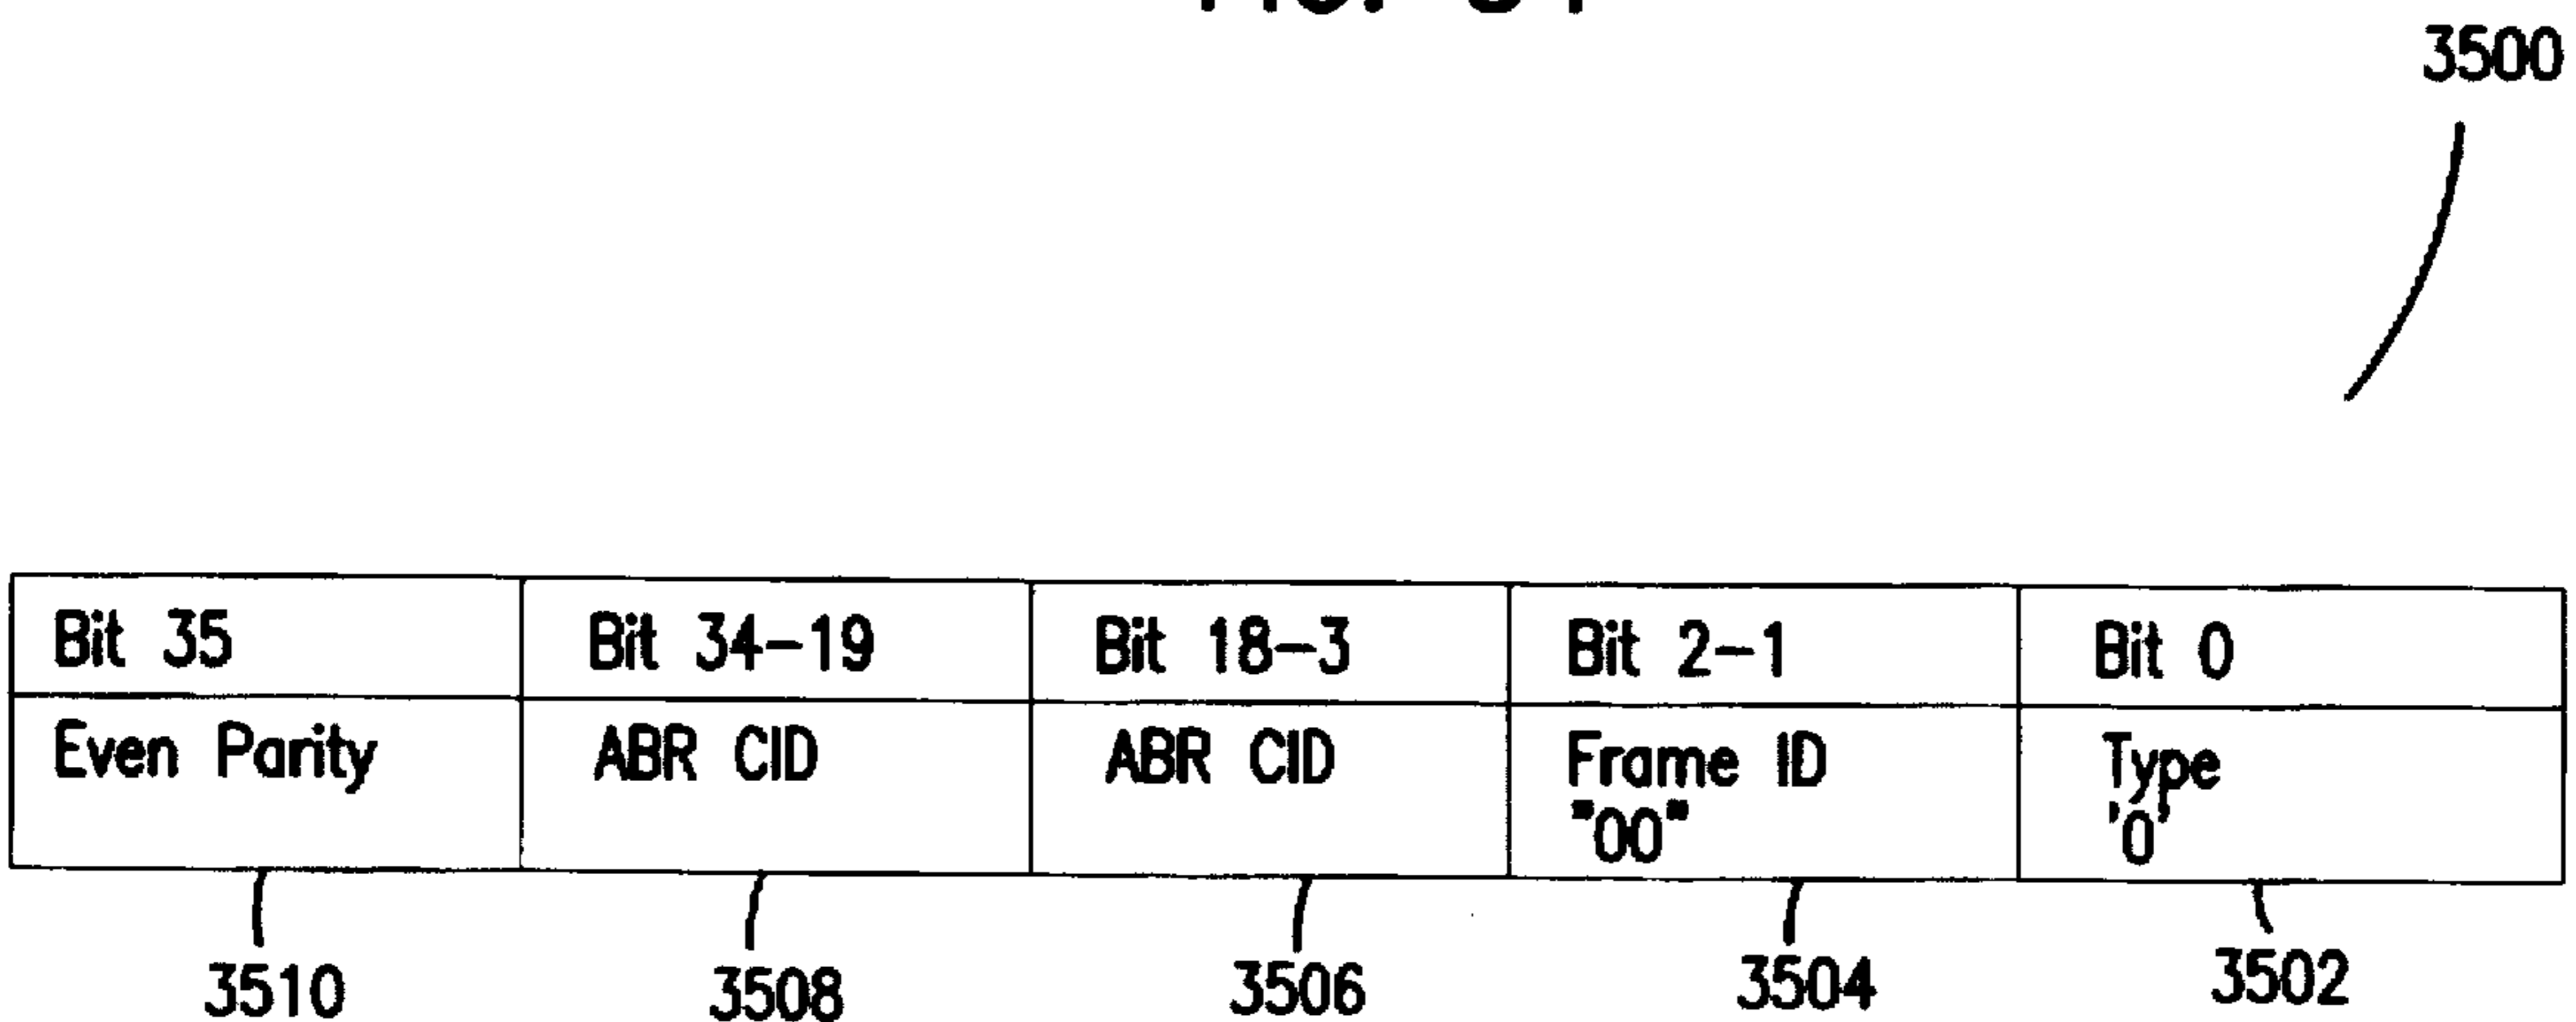 3500
Bit 35 Bit 34-19 Bit 18-3 Bit 2-1 Bit 0
Even Parity ABR CID ABR CID Frame ID Type
"00" '0'
3510 3508 3506 3504 3502